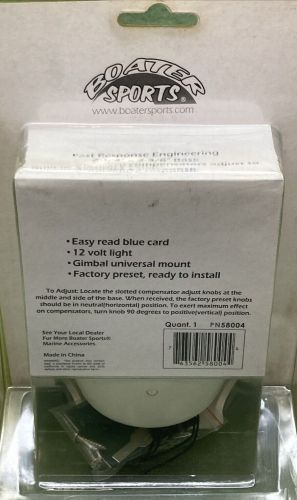 BOATER
SPORTS®
www.boatersports.com
Fast Response Engineering
• Easy read blue card
• 12 volt light
• Gimbal universal mount
• Factory preset, ready to install
To Adjust: Locate the slotted compensator adjust knobs at the
middle and side of the base. When received, the factory preset knobs
should be in neutral(horizontal) position. To exert maximum effect
on compensators, turn knob 90 degrees to positive(vertical) position.
See Your Local Dealer
Fur More Boater Sports®
Marine Accessories
Made in China
Quant. 1 PN58004
63562 58004